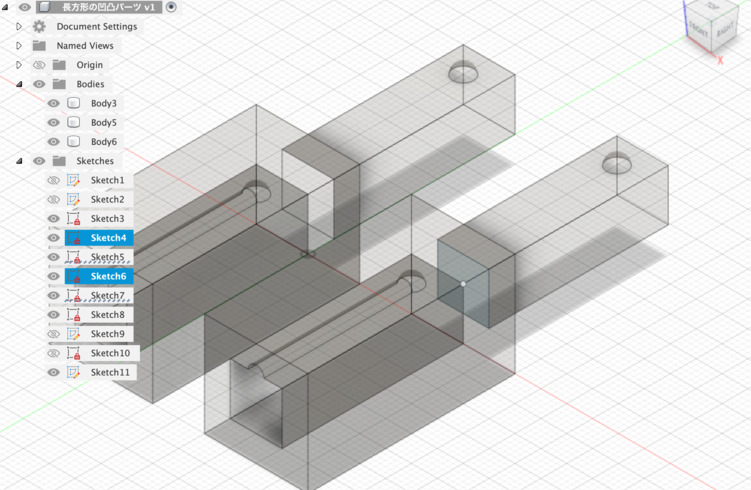 長方形の凹凸パーツ v1
Document Settings
Named Views
Origin
Bodies
Body3
Body5
Body6
Sketches
Sketch1
Sketch2
Sketch3
Sketch4
Sketch5
Sketch6
Sketch7
Sketch8
Sketch9
Sketch10
Sketch11
TOP
FRONT
RIGHT
X